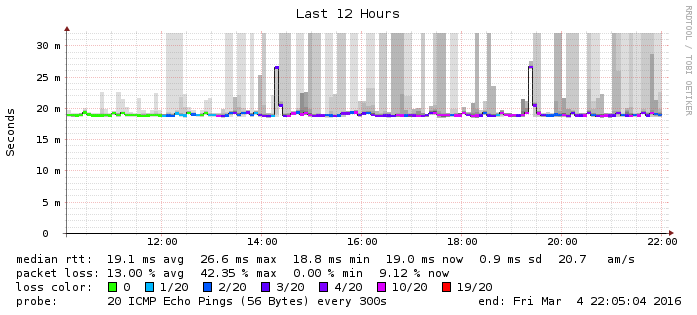 Last 12 Hours
RRDTOOL / TOBI OETIKER
Seconds
30 m
25 m
20 m
15 m
10 m
5 m
0
12:00 14:00 16:00 18:00 20:00 22:00
median rtt: 19.1 ms avg 26.6 ms max 18.8 ms min 19.0 ms now 0.9 ms sd 20.7 am/s
packet loss: 13.00 % avg 42.35 % max 0.00 % min 9.12 % now
loss color: 0 1/20 2/20 3/20 4/20 10/20 19/20
probe: 20 ICMP Echo Pings (56 Bytes) every 300s end: Fri Mar 4 22:05:04 2016